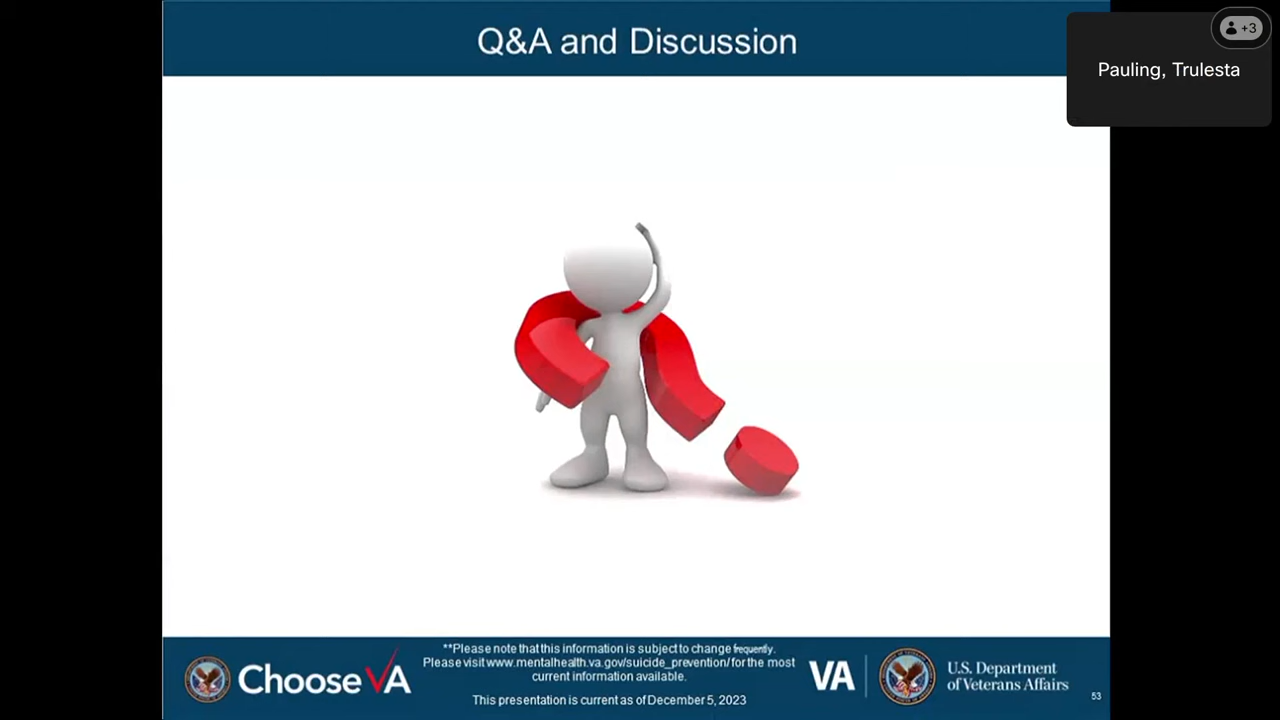 Q&A and Discussion
+3
Pauling, Trulesta
**Please note that this information is subject to change frequently.
Please visit www.mentalhealth.va.gov/suicide_prevention/ for the most
current information available.
This presentation is current as of December 5, 2023
Choose VA
VA
U.S. Department
of Veterans Affairs
53